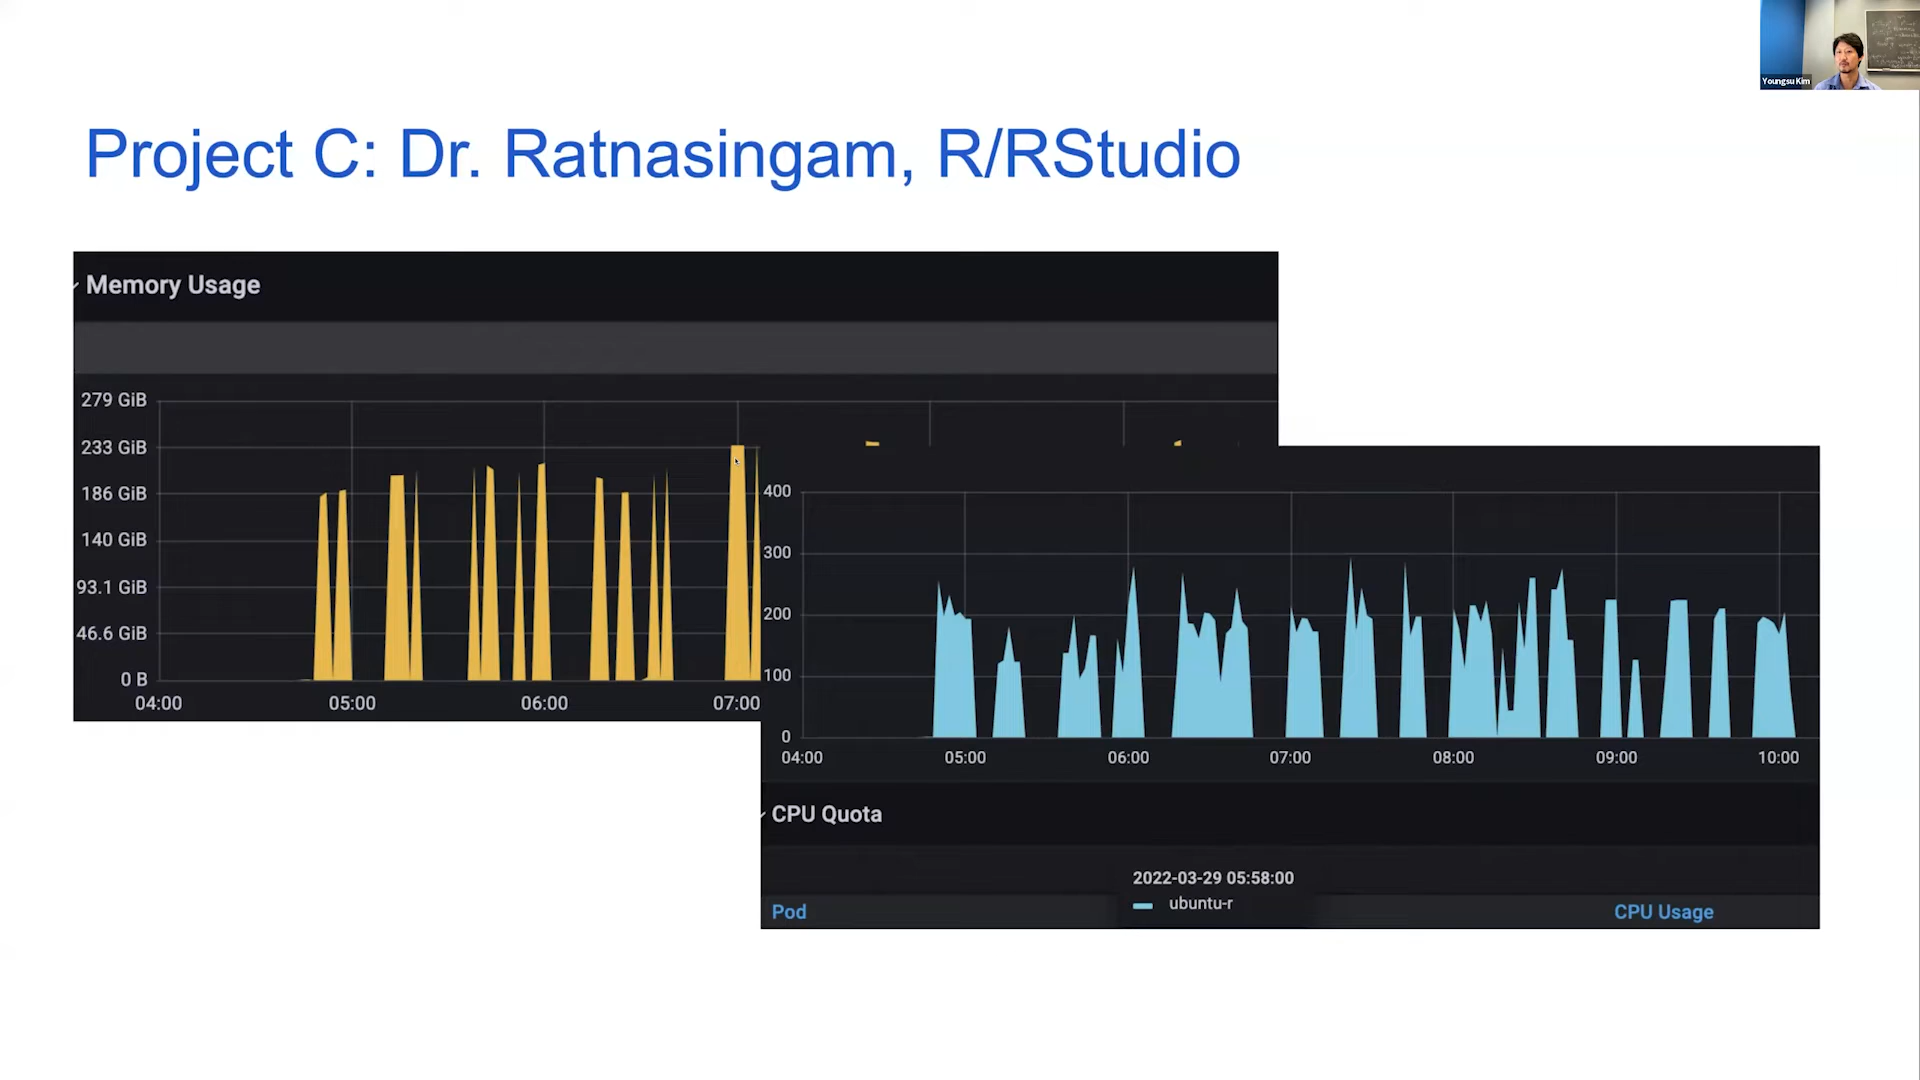 Youngsu Kim
Project C: Dr. Ratnasingam, R/RStudio
Memory Usage
279 GiB
233 GiB
186 GiB
140 GiB
93.1 GiB
46.6 GiB
0 B
04:00 05:00 06:00 07:00
400
300
200
100
0
04:00 05:00 06:00 07:00 08:00 09:00 10:00
CPU Quota
2022-03-29 05:58:00
ubuntu-r
Pod CPU Usage